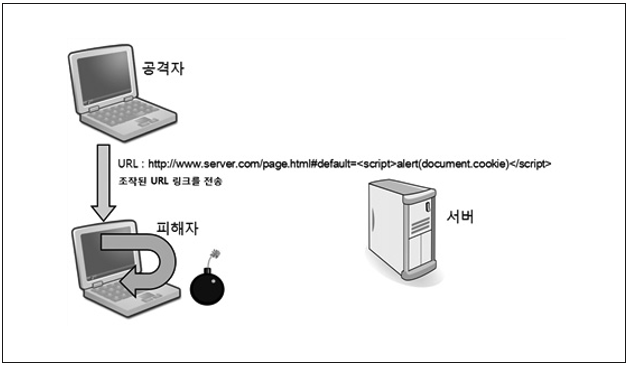 공격자
URL : http://www.server.com/page.html#default=<script>alert(document.cookie)</script>
조작된 URL 링크를 전송
피해자
서버